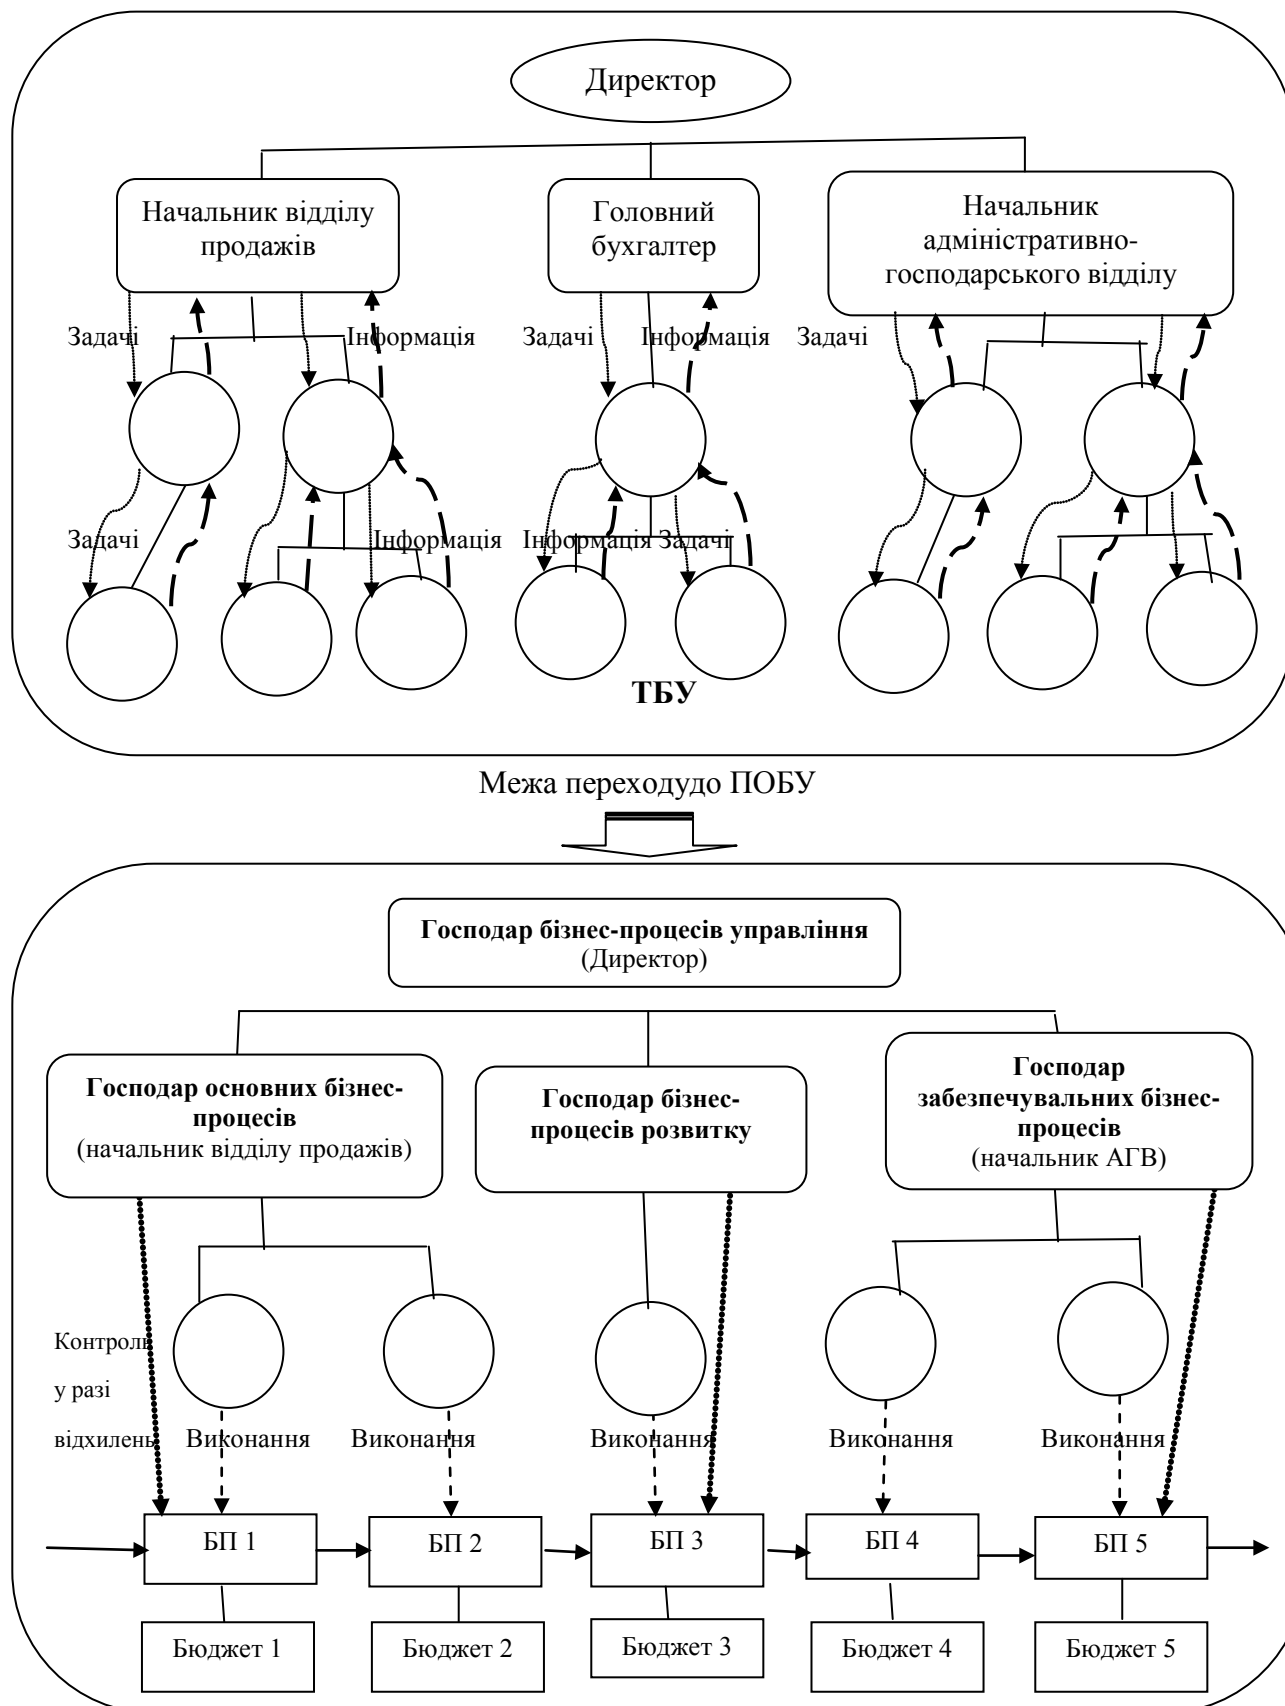 Директор
Начальник відділу
продажів
Головний
бухгалтер
Начальник
адміністративно-
господарського відділу
Задачі
Інформація
Задачі
Інформація
Задачі
Задачі
Інформація
Інформація
Задачі
ТБУ
Межа переходудо ПОБУ
Господар бізнес-процесів управління
(Директор)
Господар основних бізнес-
процесів
(начальник відділу продажів)
Господар бізнес-
процесів розвитку
Господар
забезпечувальних бізнес-
процесів
(начальник АГВ)
Контроль
у разі
відхилень
Виконання
Виконання
Виконання
Виконання
Виконання
БП 1
БП 2
БП 3
БП 4
БП 5
Бюджет 1
Бюджет 2
Бюджет 3
Бюджет 4
Бюджет 5